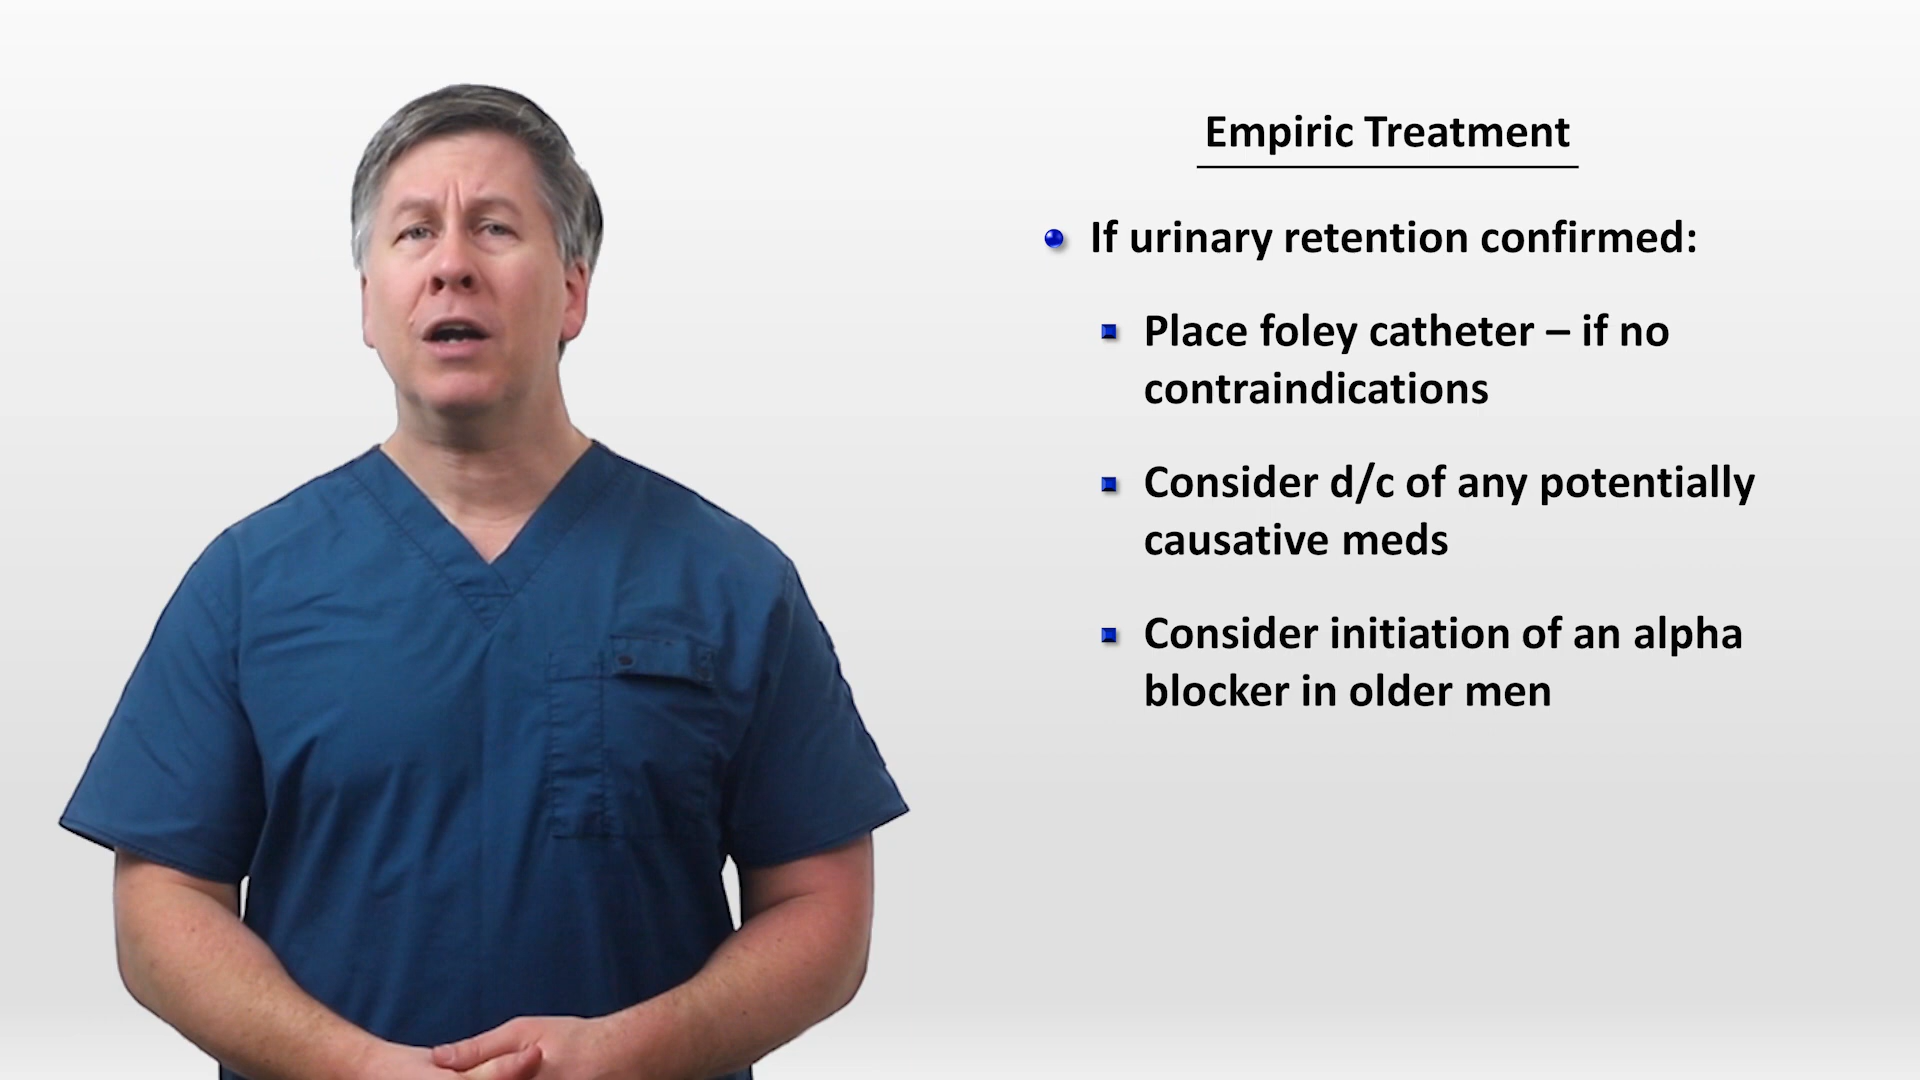 Empiric Treatment
If urinary retention confirmed:
Place foley catheter – if no
contraindications
Consider d/c of any potentially
causative meds
Consider initiation of an alpha
blocker in older men